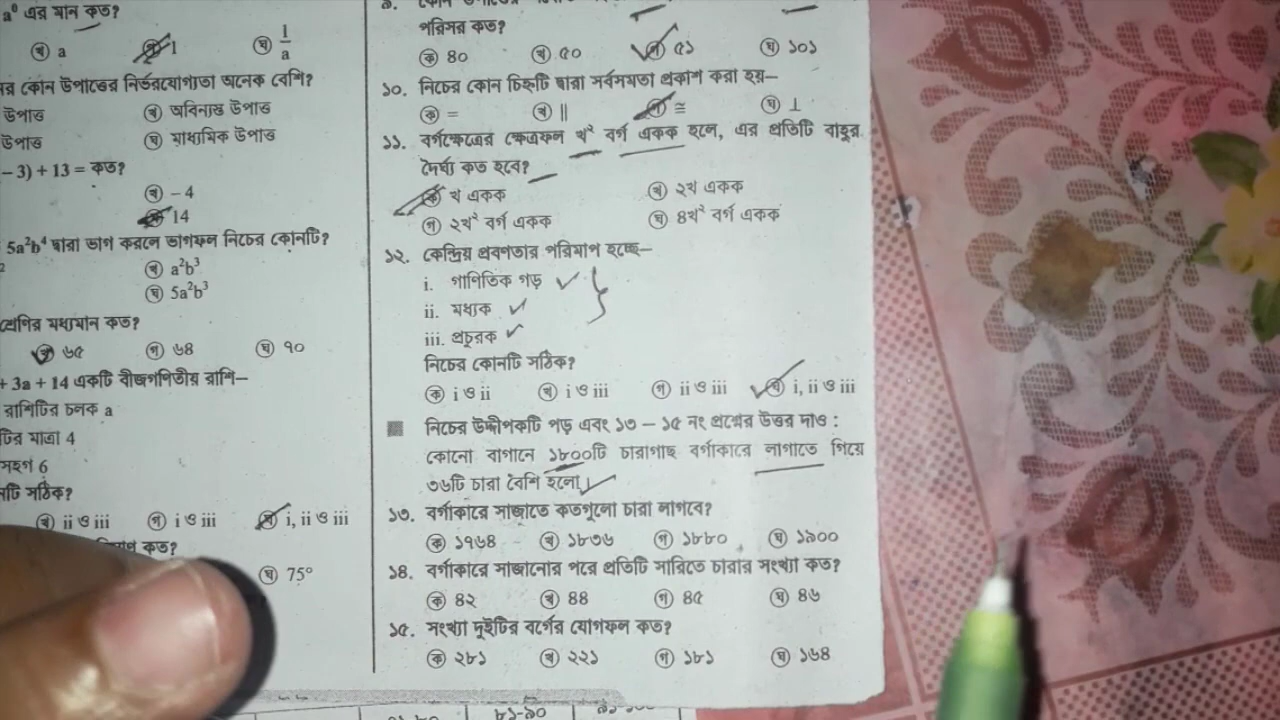 a⁰ এর মান কত?
খ a
1
ঘ 1/a
কোন উপাত্তের নির্ভরযোগ্যতা অনেক বেশি?
উপাত্ত
খ অবিন্যস্ত উপাত্ত
উপাত্ত
ঘ মাধ্যমিক উপাত্ত
– 3) + 13 = কত?
খ – 4
14
5a²b⁴ দ্বারা ভাগ করলে ভাগফল নিচের কোনটি?
খ a²b³
ঘ 5a²b³
শ্রেণির মধ্যমান কত?
৬৫
গ ৬৪
ঘ ৭০
+ 3a + 14 একটি বীজগণিতীয় রাশি–
রাশিটির চলক a
মাত্রা 4
সহগ 6
সঠিক?
খ ii ও iii
গ i ও iii
ঘ i, ii ও iii
কত?
ঘ 75°
৯.
পরিসর কত?
ক ৪০
খ ৫০
গ ৫১
ঘ ১০১
১০. নিচের কোন চিহ্নটি দ্বারা সর্বসমতা প্রকাশ করা হয়–
ক =
খ ||
গ ≅
ঘ ⊥
১১. বর্গক্ষেত্রের ক্ষেত্রফল খ² বর্গ একক হলে, এর প্রতিটি বাহুর
দৈর্ঘ্য কত হবে?
ক খ একক
খ ২খ একক
গ ২খ² বর্গ একক
ঘ ৪খ² বর্গ একক
১২. কেন্দ্রিয় প্রবণতার পরিমাপ হচ্ছে–
i. গাণিতিক গড়
ii. মধ্যক
iii. প্রচুরক
নিচের কোনটি সঠিক?
ক i ও ii
খ i ও iii
গ ii ও iii
ঘ i, ii ও iii
নিচের উদ্দীপকটি পড় এবং ১৩ – ১৫ নং প্রশ্নের উত্তর দাও :
কোনো বাগানে ১৮০০টি চারাগাছ বর্গাকারে লাগাতে গিয়ে
৩৬টি চারা বেশি হলো।
১৩. বর্গাকারে সাজাতে কতগুলো চারা লাগবে?
ক ১৭৬৪
খ ১৮৩৬
গ ১৮৮০
ঘ ১৯০০
১৪. বর্গাকারে সাজানোর পরে প্রতিটি সারিতে চারার সংখ্যা কত?
ক ৪২
খ ৪৪
গ ৪৫
ঘ ৪৬
১৫. সংখ্যা দুইটির বর্গের যোগফল কত?
ক ২৮১
খ ২২১
গ ১৮১
ঘ ১৬৪
৮১-৯০